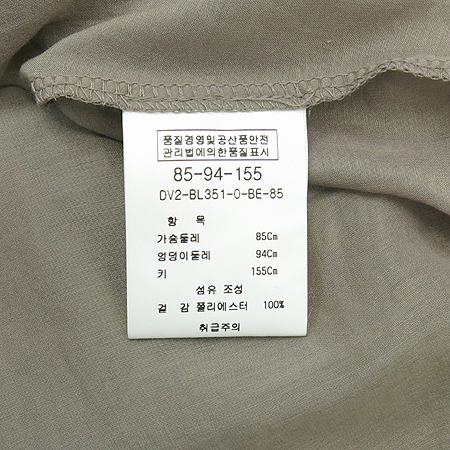 품질경영및공산품안전
관리법에의한품질표시
85-94-155
DV2-BL351-0-BE-85
항 목
가슴둘레 85Cm
엉덩이둘레 94Cm
키 155Cm
섬유 조성
겉 감 폴리에스터 100%
취급주의